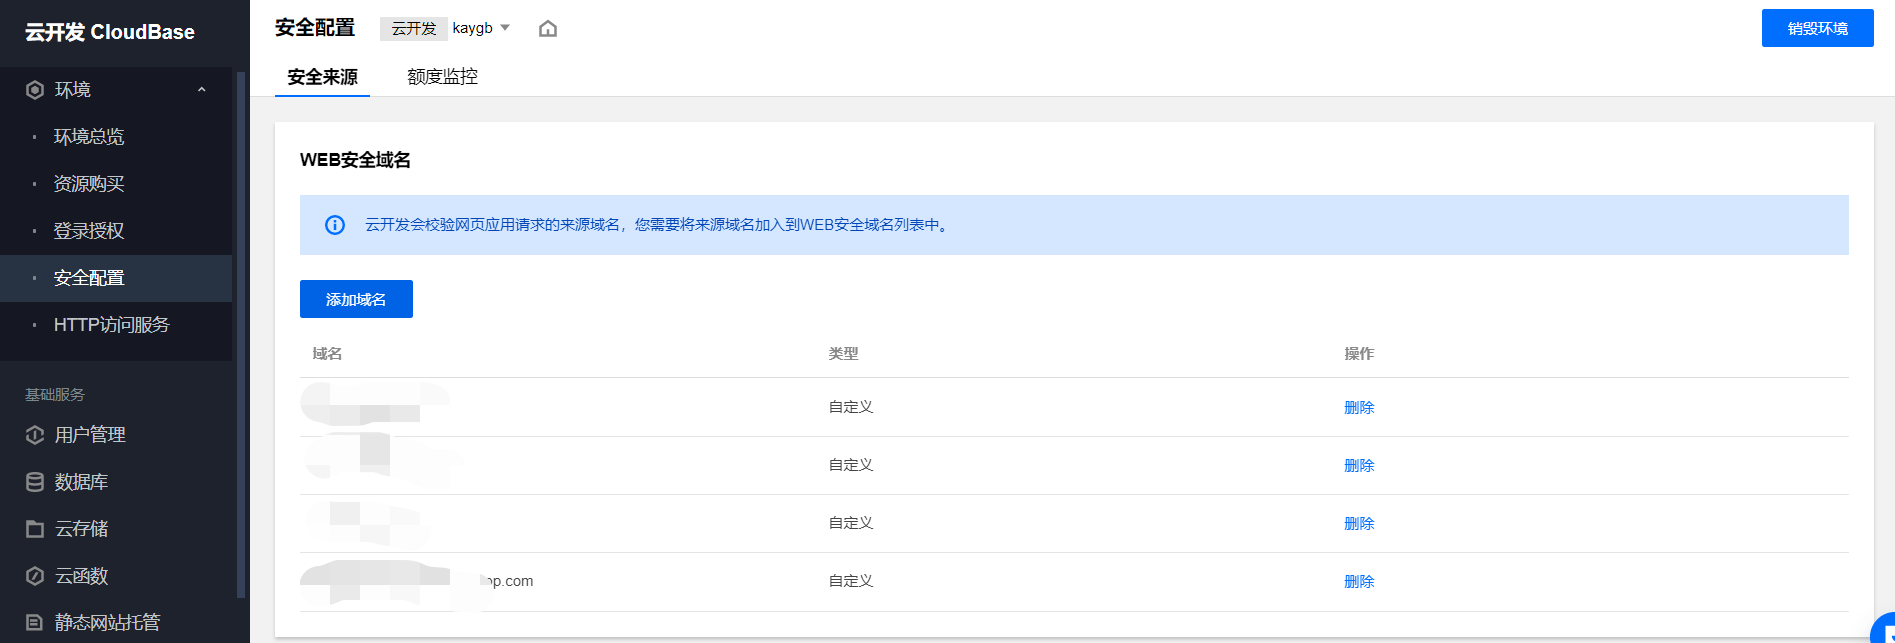 云开发 CloudBase
环境
环境总览
资源购买
登录授权
安全配置
HTTP访问服务
基础服务
用户管理
数据库
云存储
云函数
静态网站托管
安全配置
云开发 kaygb
销毁环境
安全来源 额度监控
WEB安全域名
云开发会校验网页应用请求的来源域名，您需要将来源域名加入到WEB安全域名列表中。
添加域名
域名 类型 操作
自定义 删除
自定义 删除
自定义 删除
op.com 自定义 删除